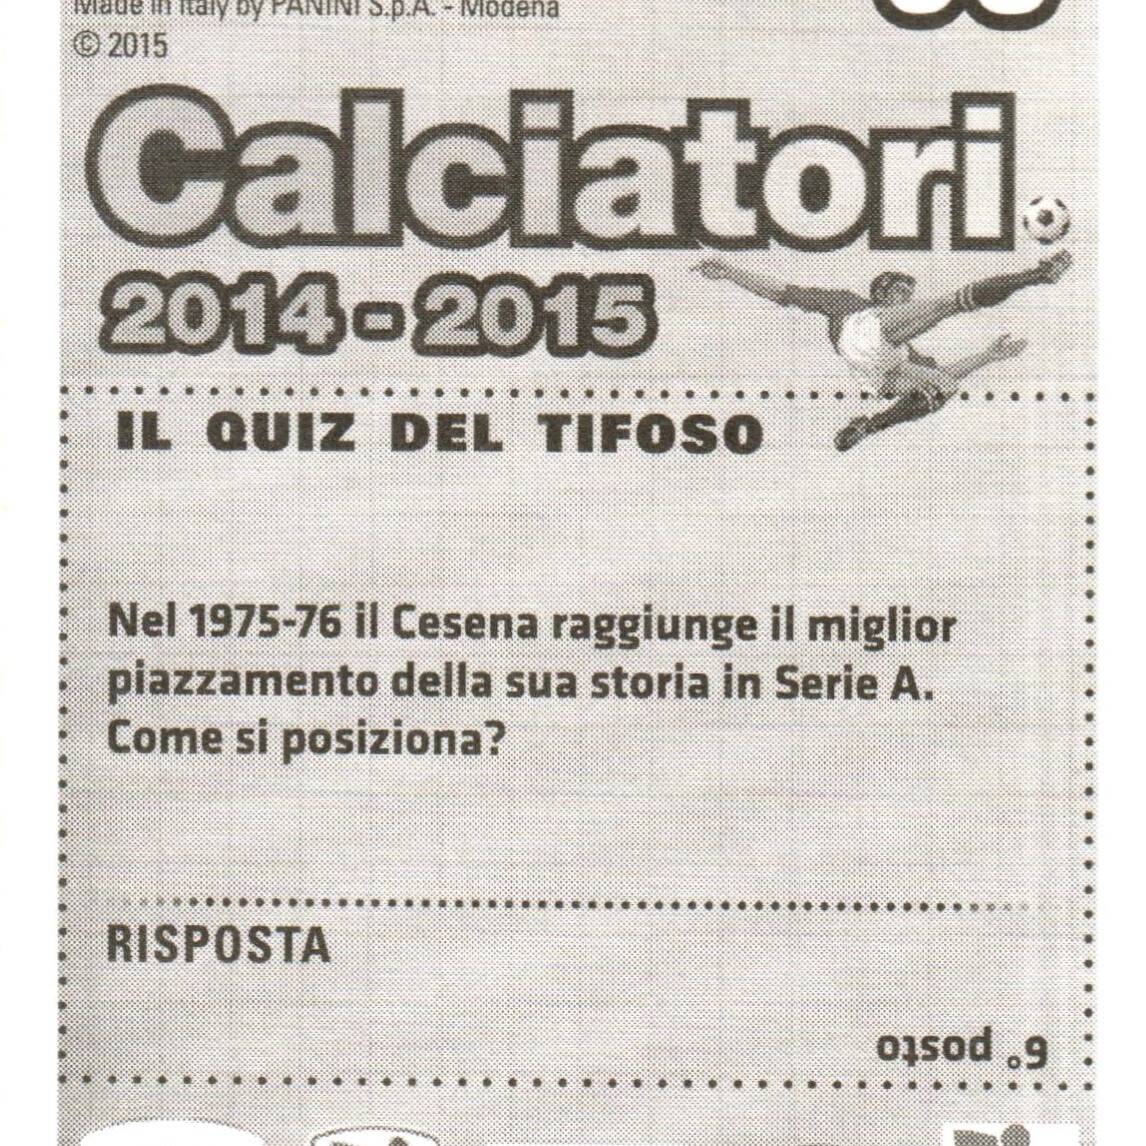 Made in Italy by PANINI S.p.A. - Modena
© 2015
Calciatori
2014-2015
IL QUIZ DEL TIFOSO
Nel 1975-76 il Cesena raggiunge il miglior
piazzamento della sua storia in Serie A.
Come si posiziona?
RISPOSTA
6° posto